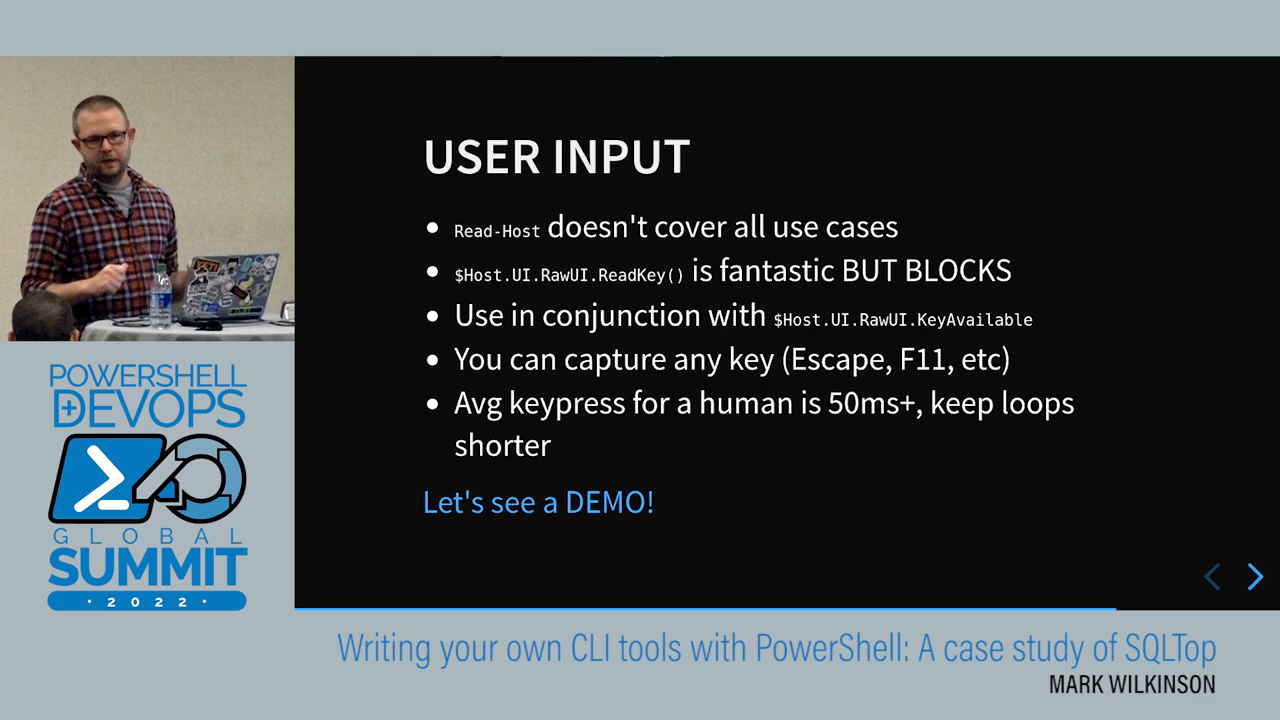 USER INPUT
Read-Host doesn't cover all use cases
$Host.UI.RawUI.ReadKey() is fantastic BUT BLOCKS
Use in conjunction with $Host.UI.RawUI.KeyAvailable
You can capture any key (Escape, F11, etc)
Avg keypress for a human is 50ms+, keep loops
shorter
Let's see a DEMO!
YETI
POWERSHELL
+ DEVOPS
GLOBAL
SUMMIT
· 2022 ·
Writing your own CLI tools with PowerShell: A case study of SQLTop
MARK WILKINSON